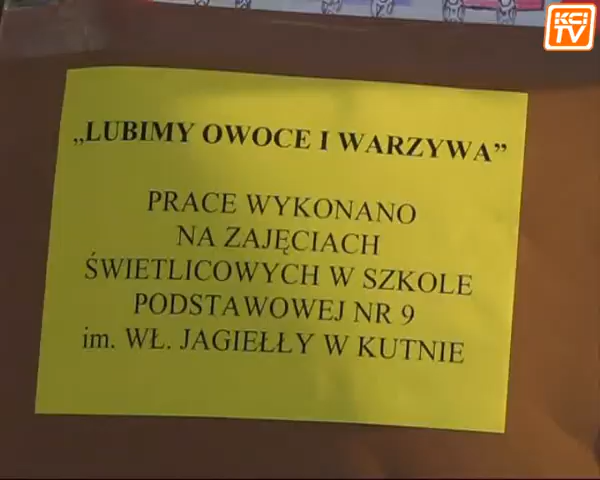 KCI
TV
„LUBIMY OWOCE I WARZYWA”
PRACE WYKONANO
NA ZAJĘCIACH
ŚWIETLICOWYCH W SZKOLE
PODSTAWOWEJ NR 9
im. WŁ. JAGIEŁŁY W KUTNIE